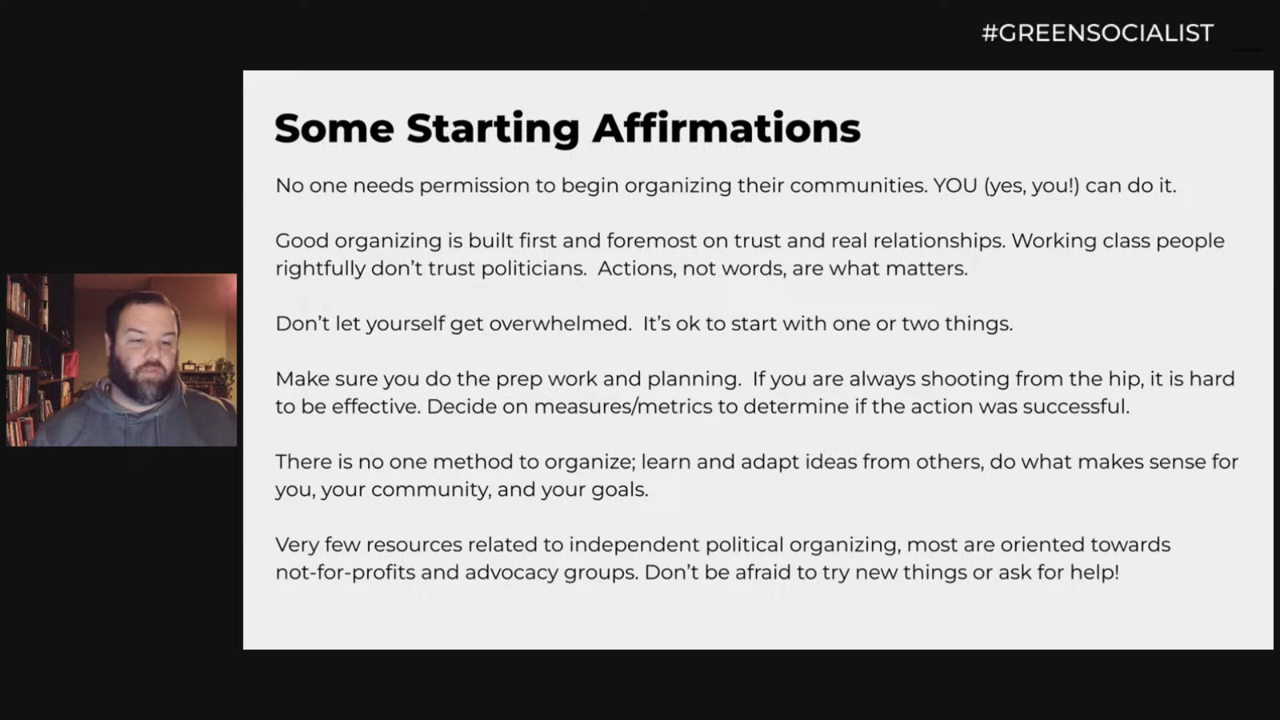 #GREENSOCIALIST
Some Starting Affirmations
No one needs permission to begin organizing their communities. YOU (yes, you!) can do it.
Good organizing is built first and foremost on trust and real relationships. Working class people
rightfully don't trust politicians.  Actions, not words, are what matters.
Don't let yourself get overwhelmed.  It's ok to start with one or two things.
Make sure you do the prep work and planning.  If you are always shooting from the hip, it is hard
to be effective. Decide on measures/metrics to determine if the action was successful.
There is no one method to organize; learn and adapt ideas from others, do what makes sense for
you, your community, and your goals.
Very few resources related to independent political organizing, most are oriented towards
not-for-profits and advocacy groups. Don't be afraid to try new things or ask for help!